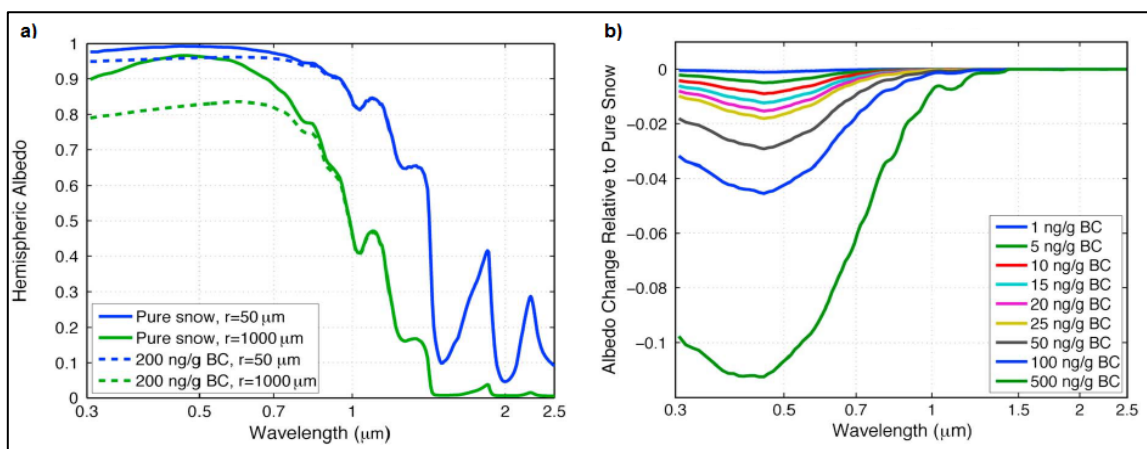 a)
1
0.9
0.8
0.7
0.6
0.5
0.4
0.3
0.2
0.1
0
Hemispheric Albedo
Pure snow, r=50 μm
Pure snow, r=1000 μm
200 ng/g BC, r=50 μm
200 ng/g BC, r=1000 μm
0.3 0.5 0.7 1 2 2.5
Wavelength (μm)
b)
0
−0.02
−0.04
−0.06
−0.08
−0.1
Albedo Change Relative to Pure Snow
1 ng/g BC
5 ng/g BC
10 ng/g BC
15 ng/g BC
20 ng/g BC
25 ng/g BC
50 ng/g BC
100 ng/g BC
500 ng/g BC
0.3 0.5 0.7 1 1.5 2 2.5
Wavelength (μm)